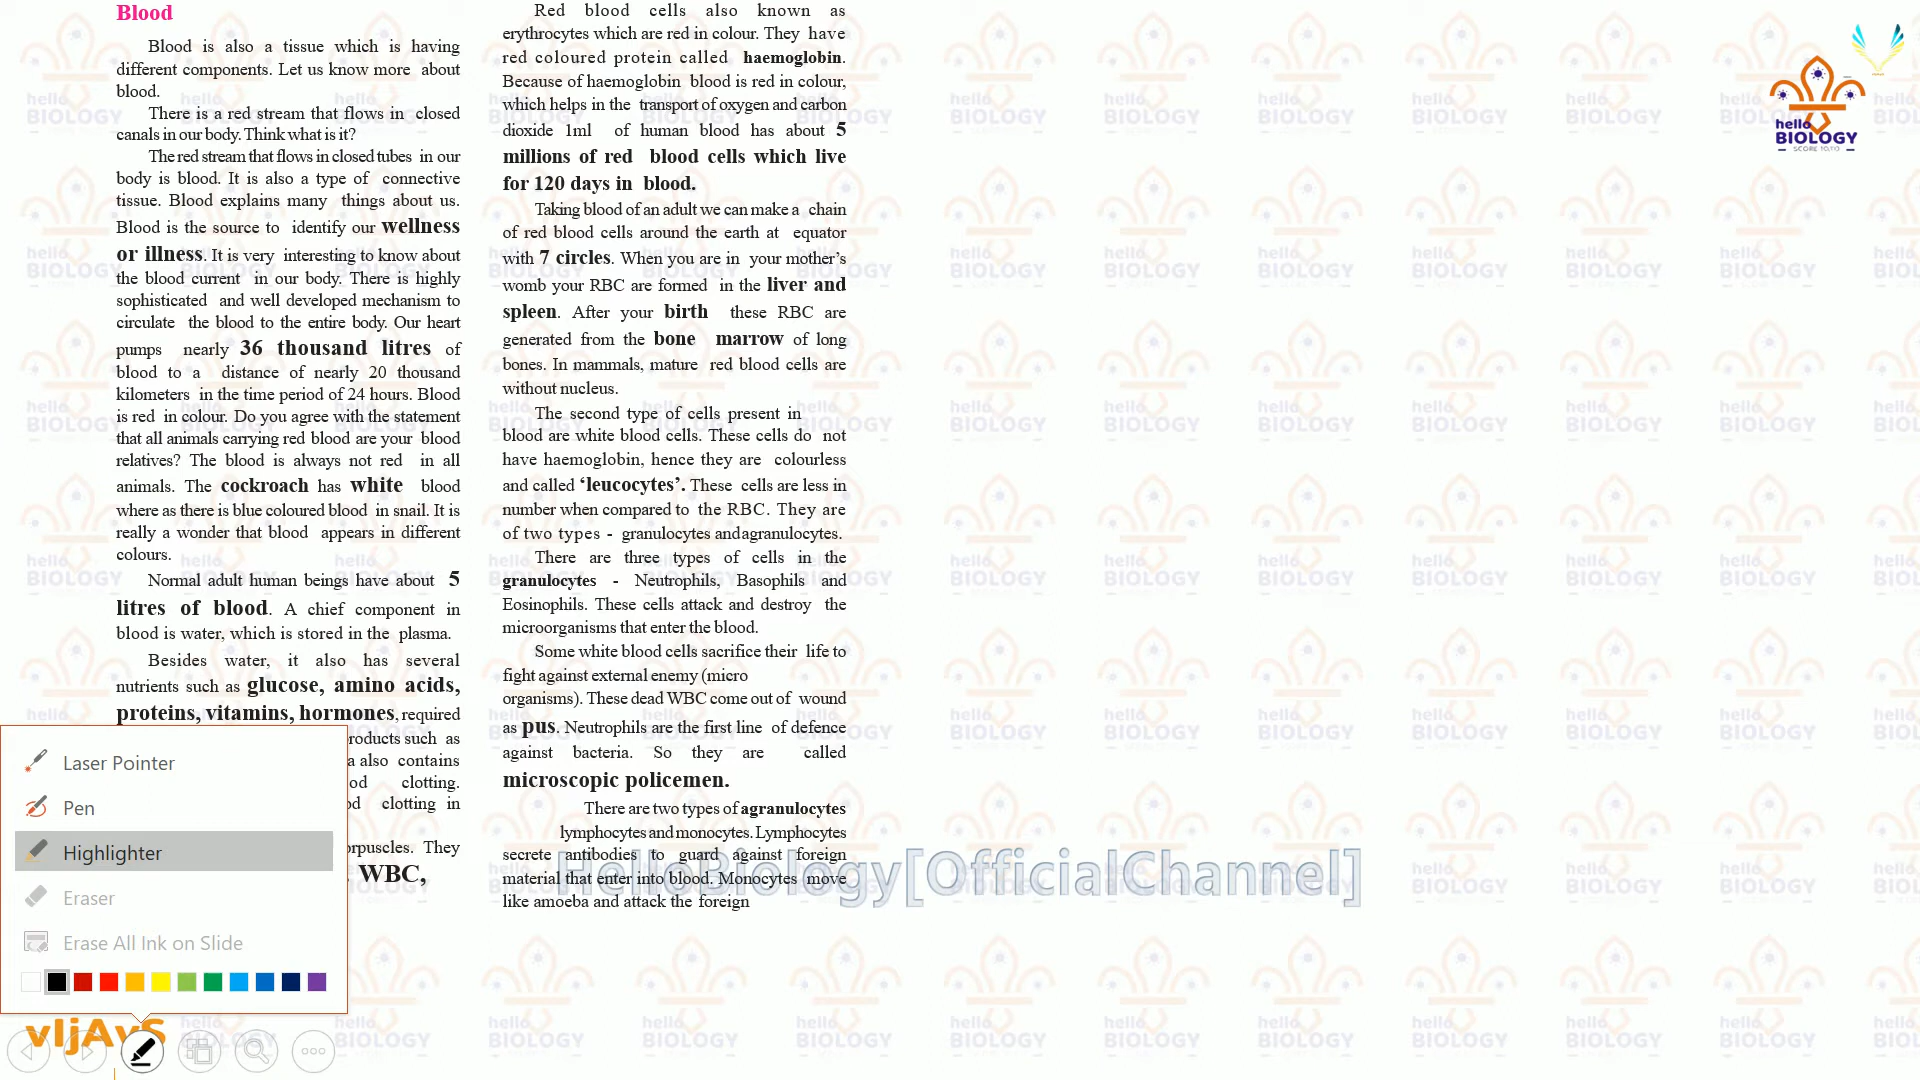 Blood
Blood is also a tissue which is having
different components. Let us know more about
blood.
There is a red stream that flows in closed
canals in our body. Think what is it?
The red stream that flows in closed tubes in our
body is blood. It is also a type of connective
tissue. Blood explains many things about us.
Blood is the source to identify our wellness
or illness. It is very interesting to know about
the blood current in our body. There is highly
sophisticated and well developed mechanism to
circulate the blood to the entire body. Our heart
pumps nearly 36 thousand litres of
blood to a distance of nearly 20 thousand
kilometers in the time period of 24 hours. Blood
is red in colour. Do you agree with the statement
that all animals carrying red blood are your blood
relatives? The blood is always not red in all
animals. The cockroach has white blood
where as there is blue coloured blood in snail. It is
really a wonder that blood appears in different
colours.
Normal adult human beings have about 5
litres of blood. A chief component in
blood is water, which is stored in the plasma.
Besides water, it also has several
nutrients such as glucose, amino acids,
proteins, vitamins, hormones, required
roducts such as
a also contains
od clotting.
od clotting in
rpuscles. They
WBC,
Red blood cells also known as
erythrocytes which are red in colour. They have
red coloured protein called haemoglobin.
Because of haemoglobin blood is red in colour,
which helps in the transport of oxygen and carbon
dioxide 1ml of human blood has about 5
millions of red blood cells which live
for 120 days in blood.
Taking blood of an adult we can make a chain
of red blood cells around the earth at equator
with 7 circles. When you are in your mother’s
womb your RBC are formed in the liver and
spleen. After your birth these RBC are
generated from the bone marrow of long
bones. In mammals, mature red blood cells are
without nucleus.
The second type of cells present in
blood are white blood cells. These cells do not
have haemoglobin, hence they are colourless
and called ‘leucocytes’. These cells are less in
number when compared to the RBC. They are
of two types - granulocytes andagranulocytes.
There are three types of cells in the
granulocytes - Neutrophils, Basophils and
Eosinophils. These cells attack and destroy the
microorganisms that enter the blood.
Some white blood cells sacrifice their life to
fight against external enemy (micro
organisms). These dead WBC come out of wound
as pus. Neutrophils are the first line of defence
against bacteria. So they are called
microscopic policemen.
There are two types of agranulocytes
lymphocytes and monocytes. Lymphocytes
secrete antibodies to guard against foreign
material that enter into blood. Monocytes move
like amoeba and attack the foreign
HelloBiology[OfficialChannel]
hello
BIOLOGY
SCORE 10/10
Laser Pointer
Pen
Highlighter
Eraser
Erase All Ink on Slide
vIjAyS